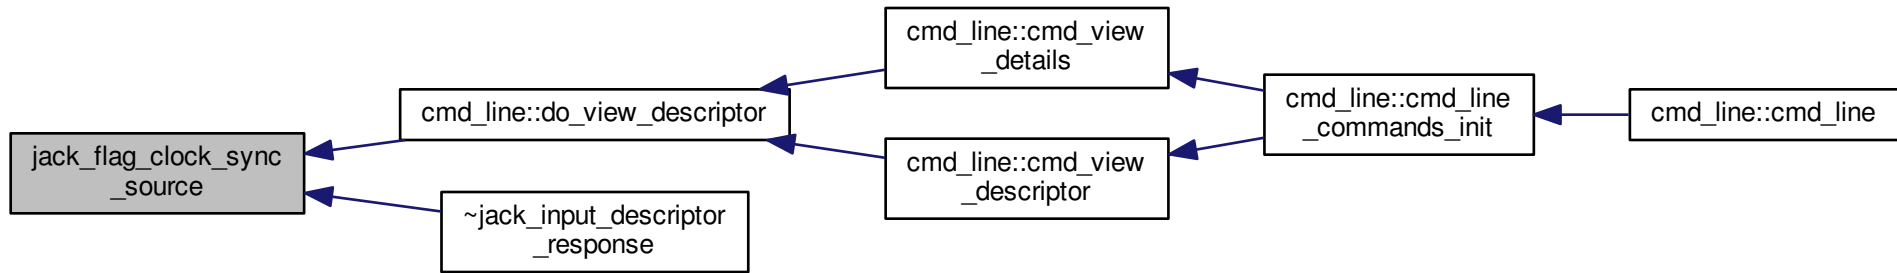 jack_flag_clock_sync
_source
cmd_line::do_view_descriptor
~jack_input_descriptor
_response
cmd_line::cmd_view
_details
cmd_line::cmd_view
_descriptor
cmd_line::cmd_line
_commands_init
cmd_line::cmd_line